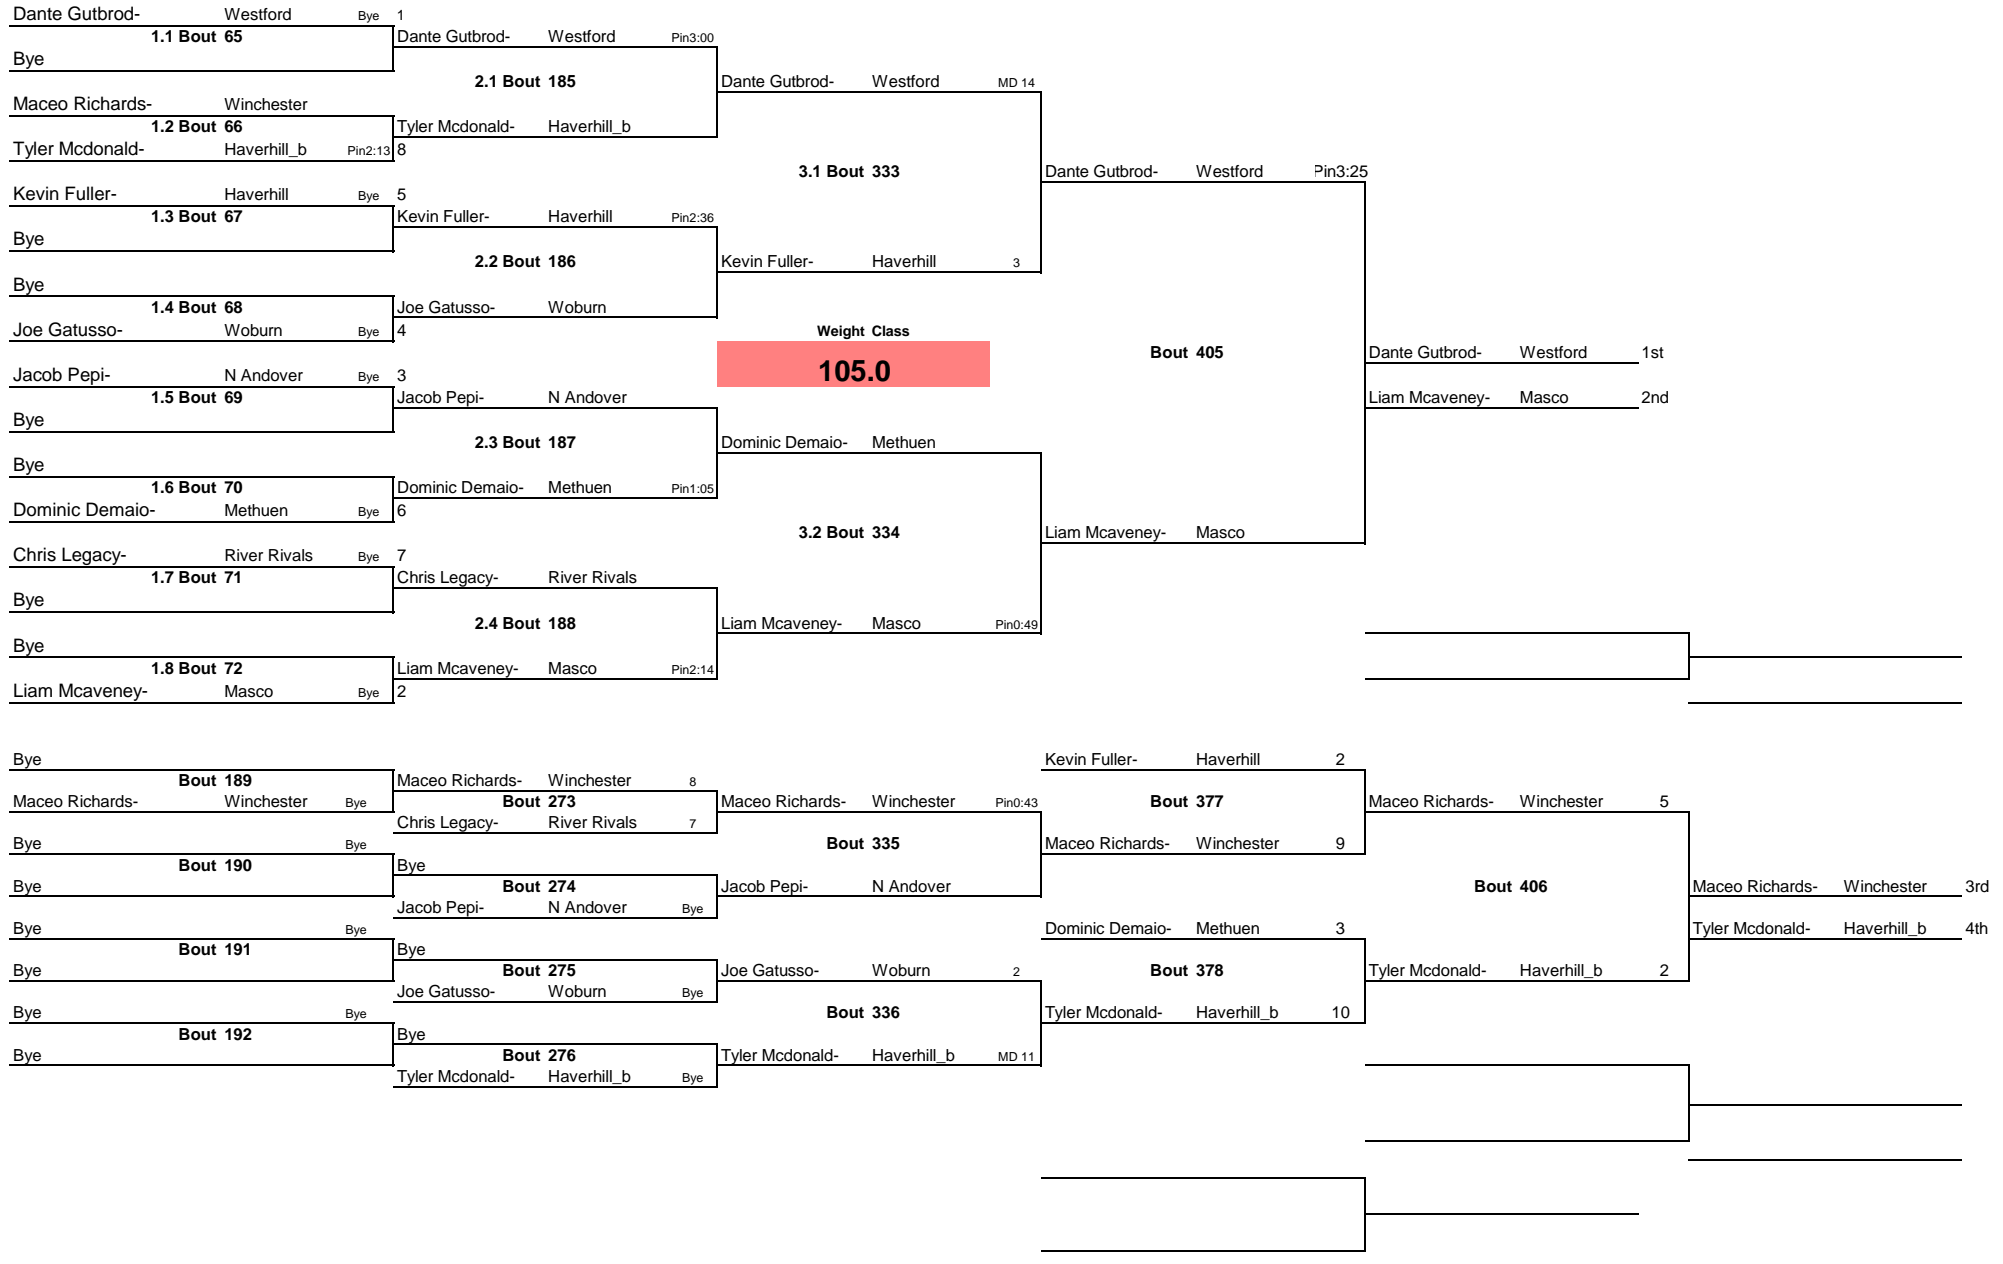 Dante Gutbrod- Westford Bye 1
1.1 Bout 65 Dante Gutbrod- Westford Pin3:00
Bye
2.1 Bout 185 Dante Gutbrod- Westford MD 14
Maceo Richards- Winchester
1.2 Bout 66 Tyler Mcdonald- Haverhill_b
Tyler Mcdonald- Haverhill_b Pin2:13 8
3.1 Bout 333 Dante Gutbrod- Westford Pin3:25
Kevin Fuller- Haverhill Bye 5
1.3 Bout 67 Kevin Fuller- Haverhill Pin2:36
Bye
2.2 Bout 186 Kevin Fuller- Haverhill 3
Bye
1.4 Bout 68 Joe Gatusso- Woburn
Joe Gatusso- Woburn Bye 4 Weight Class
Bout 405 Dante Gutbrod- Westford 1st
Jacob Pepi- N Andover Bye 3 105.0
1.5 Bout 69 Jacob Pepi- N Andover Liam Mcaveney- Masco 2nd
Bye
2.3 Bout 187 Dominic Demaio- Methuen
Bye
1.6 Bout 70 Dominic Demaio- Methuen Pin1:05
Dominic Demaio- Methuen Bye 6
3.2 Bout 334 Liam Mcaveney- Masco
Chris Legacy- River Rivals Bye 7
1.7 Bout 71 Chris Legacy- River Rivals
Bye
2.4 Bout 188 Liam Mcaveney- Masco Pin0:49
Bye
1.8 Bout 72 Liam Mcaveney- Masco Pin2:14
Liam Mcaveney- Masco Bye 2
Bye Kevin Fuller- Haverhill 2
Bout 189 Maceo Richards- Winchester 8
Maceo Richards- Winchester Bye Bout 273 Maceo Richards- Winchester Pin0:43 Bout 377 Maceo Richards- Winchester 5
Chris Legacy- River Rivals 7
Bye Bye Bout 335 Maceo Richards- Winchester 9
Bout 190 Bye
Bye Bout 274 Jacob Pepi- N Andover Bout 406 Maceo Richards- Winchester 3rd
Jacob Pepi- N Andover Bye
Bye Bye Dominic Demaio- Methuen 3 Tyler Mcdonald- Haverhill_b 4th
Bout 191 Bye
Bye Bout 275 Joe Gatusso- Woburn 2 Bout 378 Tyler Mcdonald- Haverhill_b 2
Joe Gatusso- Woburn Bye
Bye Bye Bout 336 Tyler Mcdonald- Haverhill_b 10
Bout 192 Bye
Bye Bout 276 Tyler Mcdonald- Haverhill_b MD 11
Tyler Mcdonald- Haverhill_b Bye